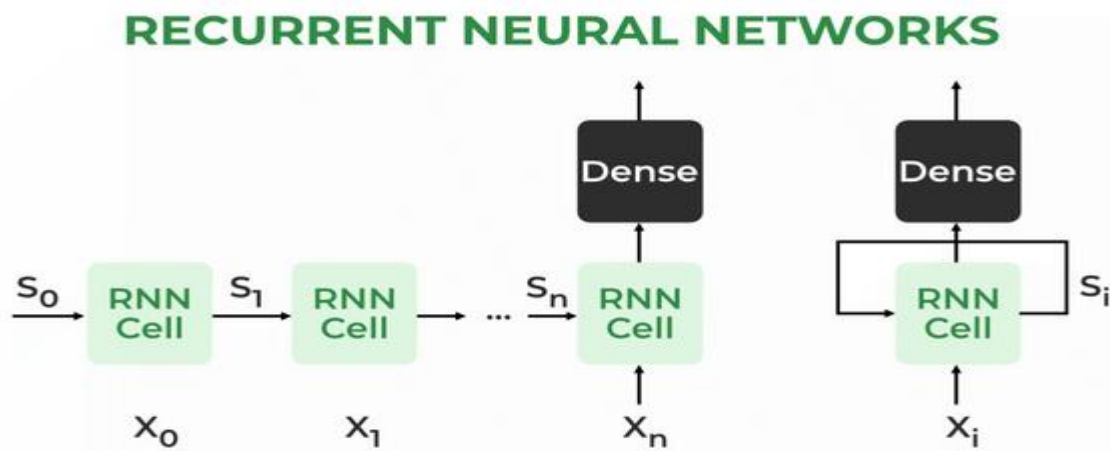 RECURRENT NEURAL NETWORKS
Dense Dense
S₀ RNN Cell S₁ RNN Cell ... Sₙ RNN Cell RNN Cell Sᵢ
X₀ X₁ Xₙ Xᵢ